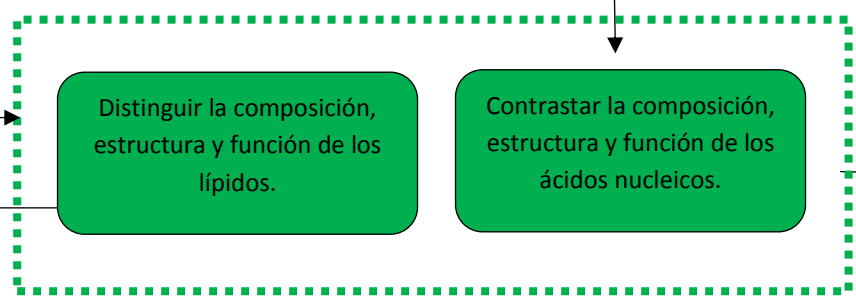 Distinguir la composición,
estructura y función de los
lípidos.
Contrastar la composición,
estructura y función de los
ácidos nucleicos.